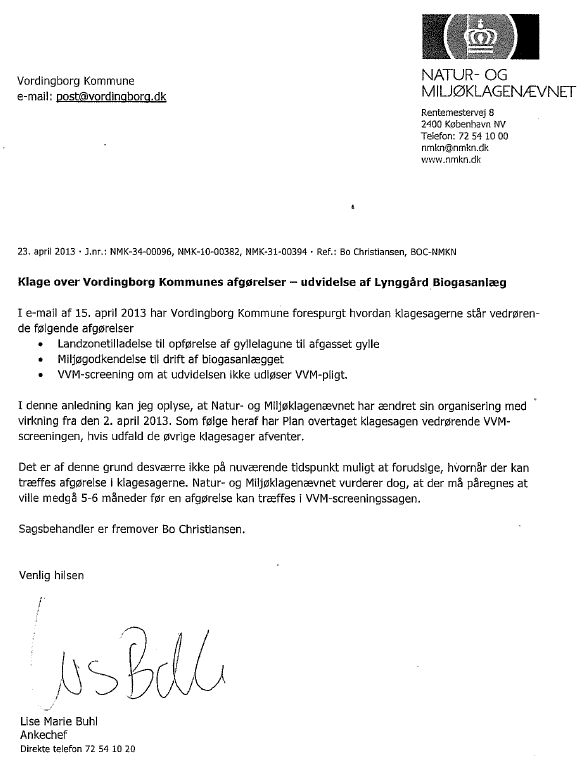 NATUR- OG
MILJØKLAGENÆVNET
Rentemestervej 8
2400 København NV
Telefon: 72 54 10 00
nmkn@nmkn.dk
www.nmkn.dk
Vordingborg Kommune
e-mail: post@vordingborg.dk
23. april 2013 · J.nr.: NMK-34-00096, NMK-10-00382, NMK-31-00394 · Ref.: Bo Christiansen, BOC-NMKN
Klage over Vordingborg Kommunes afgørelser – udvidelse af Lynggård Biogasanlæg
I e-mail af 15. april 2013 har Vordingborg Kommune forespurgt hvordan klagesagerne står vedrøren-
de følgende afgørelser
• Landzonetilladelse til opførelse af gyllelagune til afgasset gylle
• Miljøgodkendelse til drift af biogasanlægget
• VVM-screening om at udvidelsen ikke udløser VVM-pligt.
I denne anledning kan jeg oplyse, at Natur- og Miljøklagenævnet har ændret sin organisering med
virkning fra den 2. april 2013. Som følge heraf har Plan overtaget klagesagen vedrørende VVM-
screeningen, hvis udfald de øvrige klagesager afventer.
Det er af denne grund desværre ikke på nuværende tidspunkt muligt at forudsige, hvornår der kan
træffes afgørelse i klagesagerne. Natur- og Miljøklagenævnet vurderer dog, at der må påregnes at
ville medgå 5-6 måneder før en afgørelse kan træffes i VVM-screeningssagen.
Sagsbehandler er fremover Bo Christiansen.
Venlig hilsen
Lise Marie Buhl
Ankechef
Direkte telefon 72 54 10 20